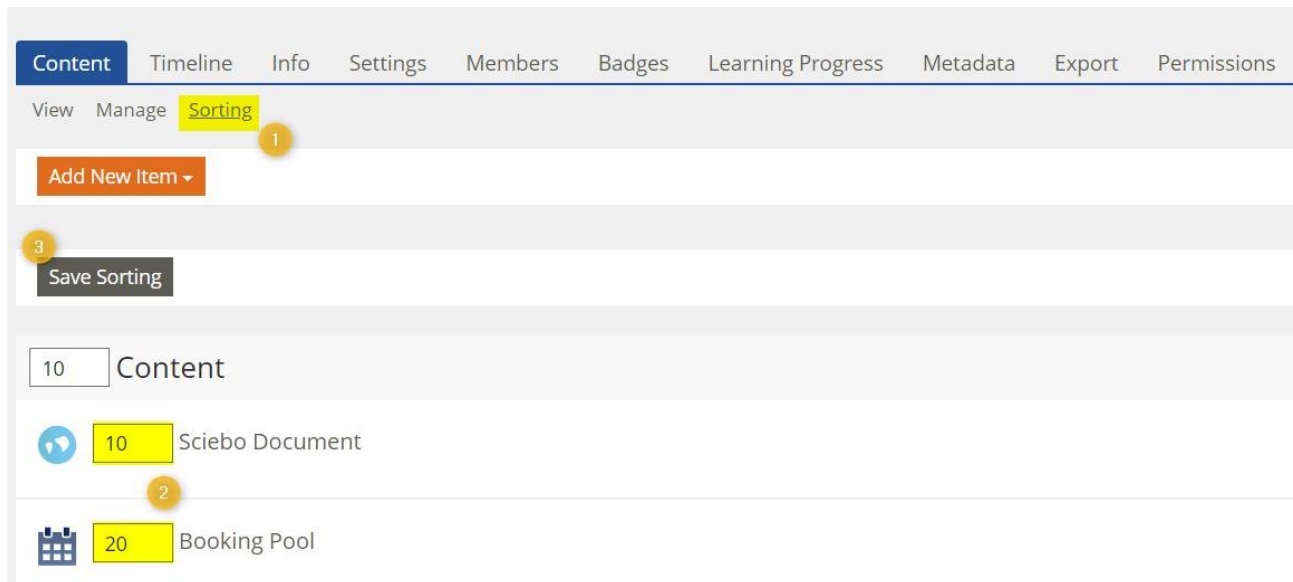 Content Timeline Info Settings Members Badges Learning Progress Metadata Export Permissions
View Manage Sorting
1
Add New Item
3
Save Sorting
10 Content
10 Sciebo Document
2
20 Booking Pool